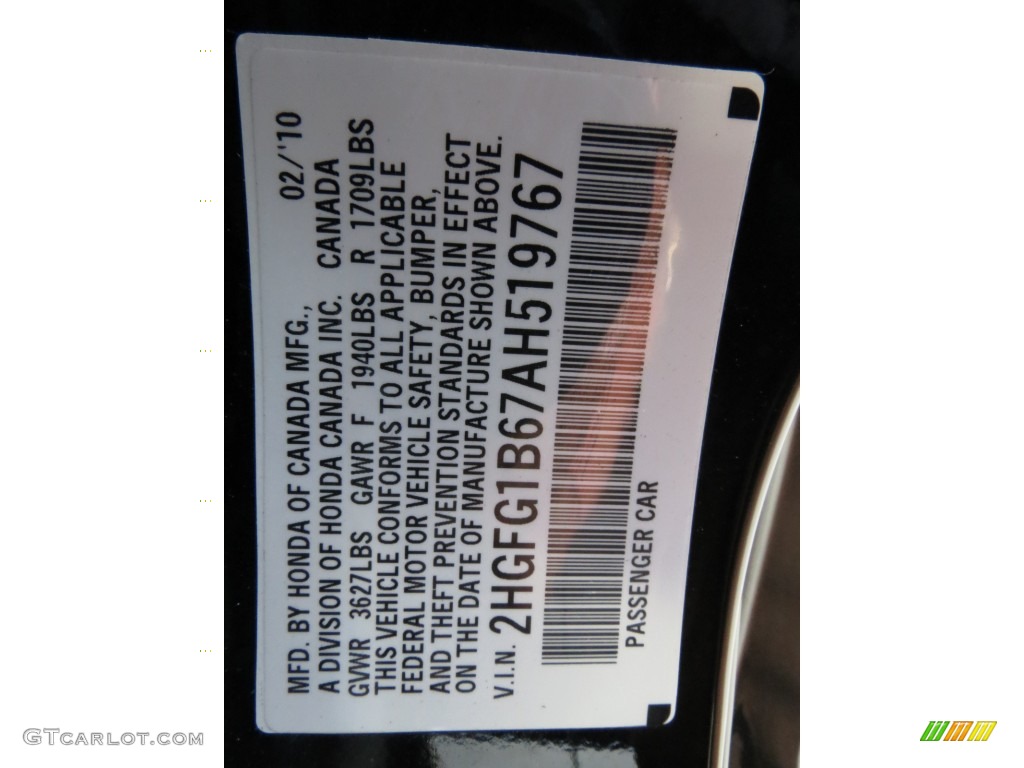 MFD. BY HONDA OF CANADA MFG., 02/'10
A DIVISION OF HONDA CANADA INC. CANADA
GVWR 3627LBS GAWR F 1940LBS R 1709LBS
THIS VEHICLE CONFORMS TO ALL APPLICABLE
FEDERAL MOTOR VEHICLE SAFETY, BUMPER,
AND THEFT PREVENTION STANDARDS IN EFFECT
ON THE DATE OF MANUFACTURE SHOWN ABOVE.
V.I.N. 2HGFG1B67AH519767
PASSENGER CAR
GTCarLot.com